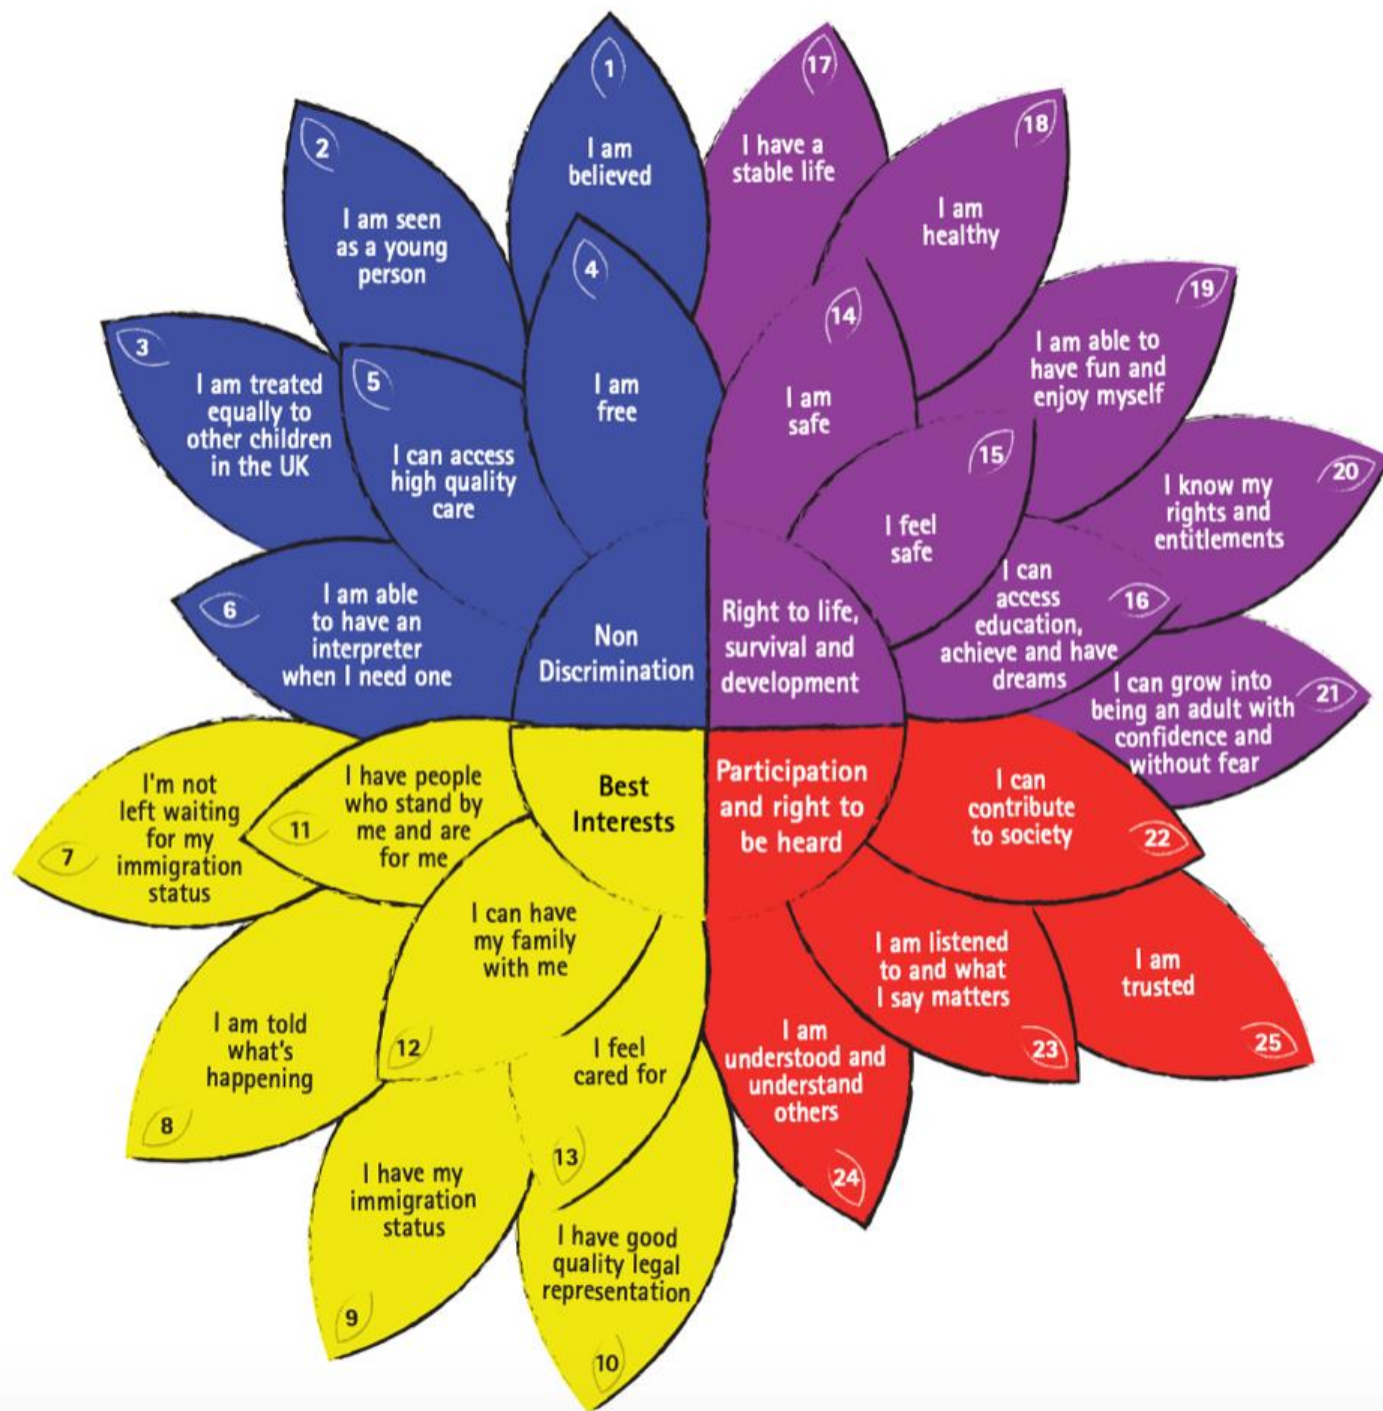 1
I am
believed
2
I am seen
as a young
person
3
I am treated
equally to
other children
in the UK
4
I am
free
5
I can access
high quality
care
6
I am able
to have an
interpreter
when I need one
Non
Discrimination
7
I'm not
left waiting
for my
immigration
status
8
I am told
what's
happening
9
I have my
immigration
status
10
I have good
quality legal
representation
11
I have people
who stand by
me and are
for me
12
I can have
my family
with me
13
I feel
cared for
Best
Interests
14
I am
safe
15
I feel
safe
16
I can
access
education,
achieve and have
dreams
17
I have a
stable life
18
I am
healthy
19
I am able to
have fun and
enjoy myself
20
I know my
rights and
entitlements
21
I can grow into
being an adult with
confidence and
without fear
Right to life,
survival and
development
22
I can
contribute
to society
23
I am listened
to and what
I say matters
24
I am
understood and
understand
others
25
I am
trusted
Participation
and right to
be heard